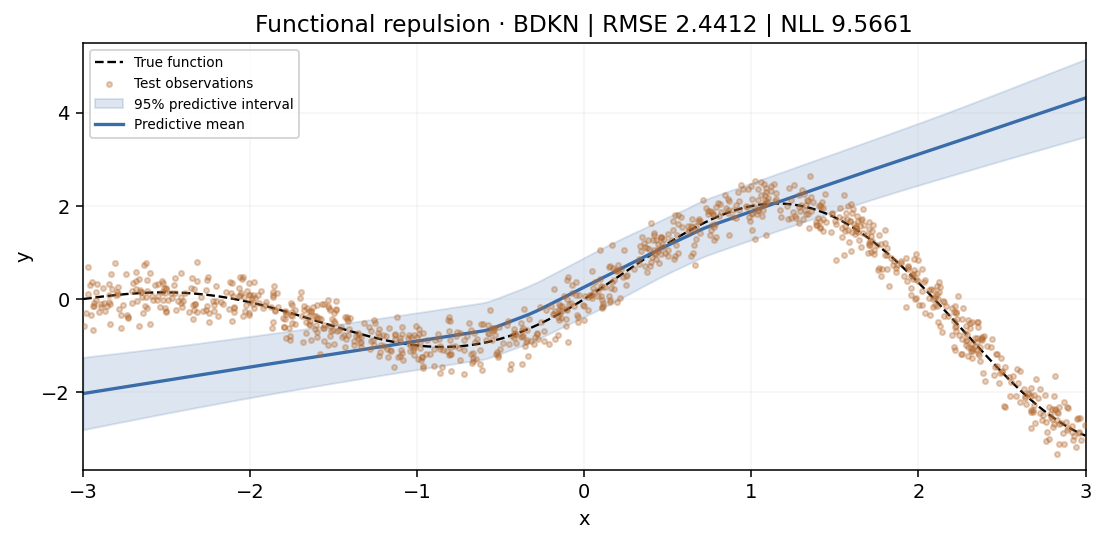 Functional repulsion · BDKN | RMSE 2.4412 | NLL 9.5661
True function
Test observations
95% predictive interval
Predictive mean
y
4
2
0
−2
−3
−2
−1
0
1
2
3
x